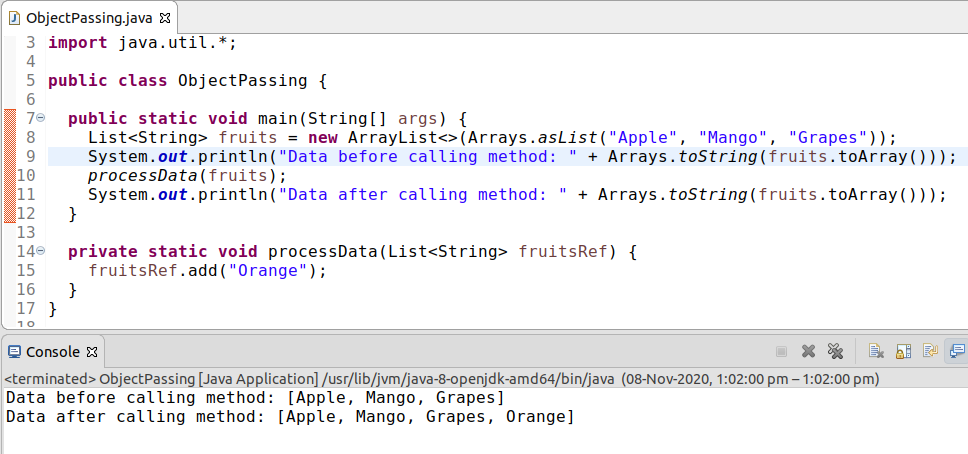 ObjectPassing.java
3 import java.util.*;
4
5 public class ObjectPassing {
6
7 public static void main(String[] args) {
8 List<String> fruits = new ArrayList<>(Arrays.asList("Apple", "Mango", "Grapes"));
9 System.out.println("Data before calling method: " + Arrays.toString(fruits.toArray()));
10 processData(fruits);
11 System.out.println("Data after calling method: " + Arrays.toString(fruits.toArray()));
12 }
13
14 private static void processData(List<String> fruitsRef) {
15 fruitsRef.add("Orange");
16 }
17 }
18
Console
<terminated> ObjectPassing [Java Application] /usr/lib/jvm/java-8-openjdk-amd64/bin/java (08-Nov-2020, 1:02:00 pm – 1:02:00 pm)
Data before calling method: [Apple, Mango, Grapes]
Data after calling method: [Apple, Mango, Grapes, Orange]